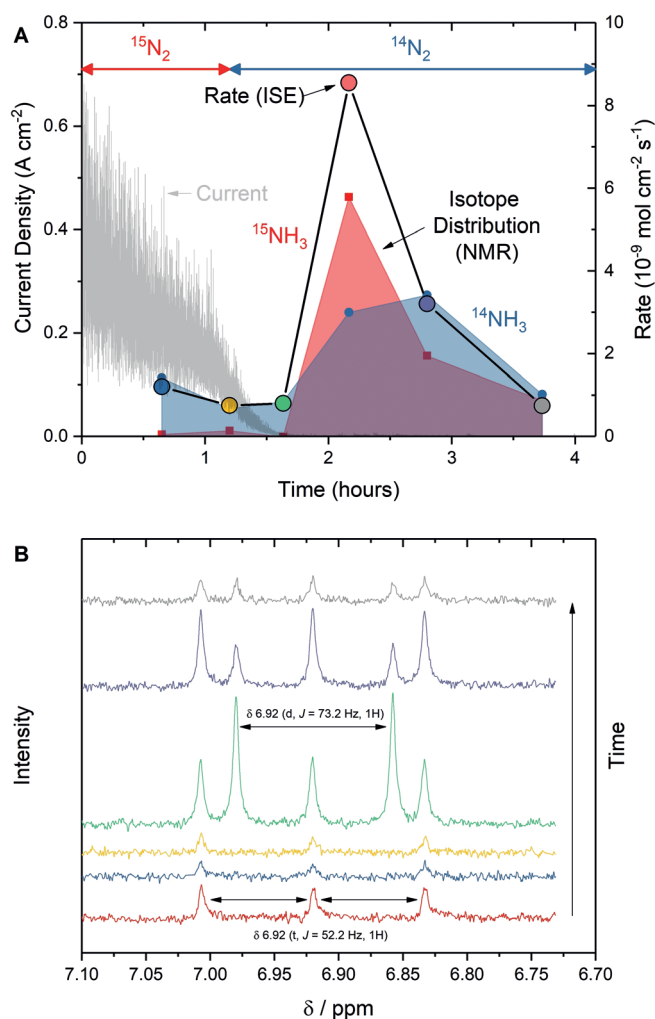 A
¹⁵N₂
¹⁴N₂
Rate (ISE)
Current
¹⁵NH₃
Isotope
Distribution
(NMR)
¹⁴NH₃
Current Density (A cm⁻²)
0.8
0.6
0.4
0.2
0.0
Rate (10⁻⁹ mol cm⁻² s⁻¹)
10
8
6
4
2
0
0 1 2 3 4
Time (hours)
B
Intensity
Time
δ 6.92 (d, J = 73.2 Hz, 1H)
δ 6.92 (t, J = 52.2 Hz, 1H)
7.10 7.05 7.00 6.95 6.90 6.85 6.80 6.75 6.70
δ / ppm